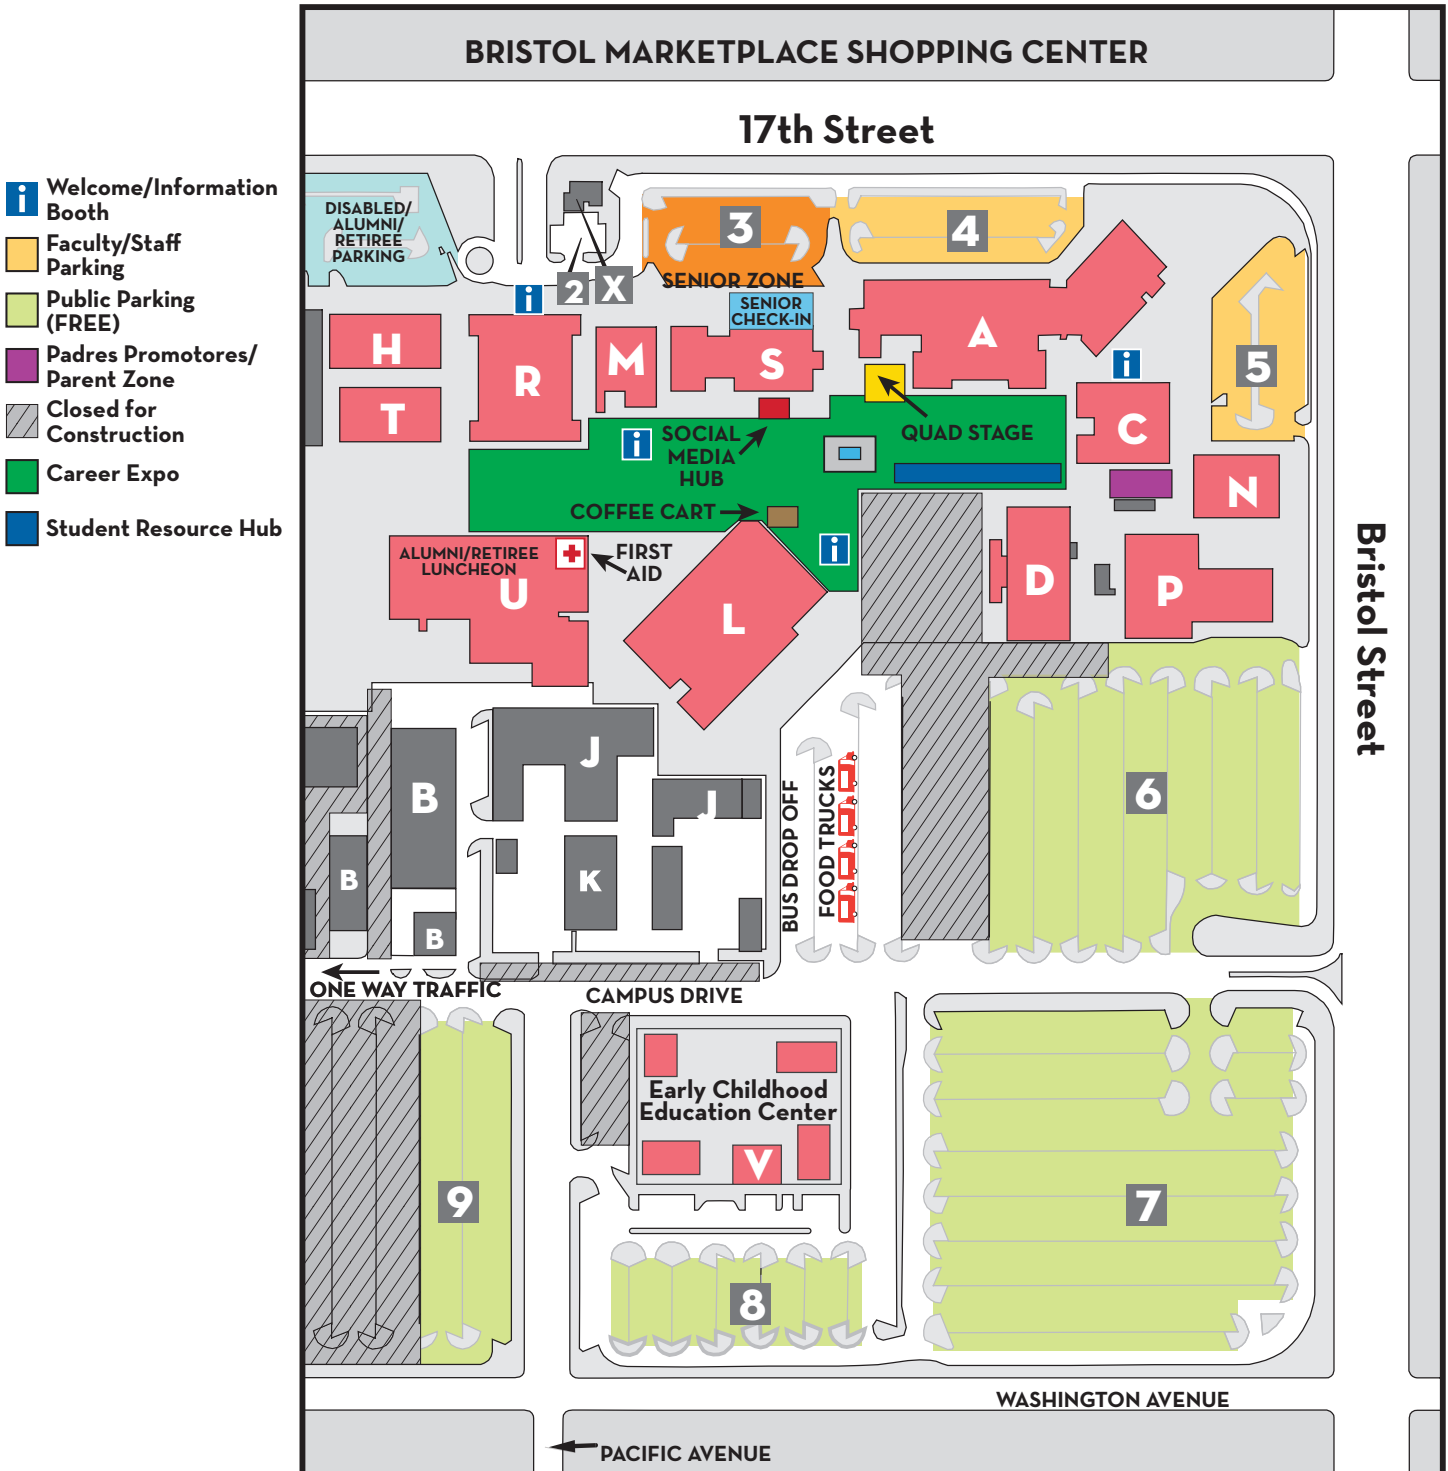 BRISTOL MARKETPLACE SHOPPING CENTER
17th Street
i Welcome/Information
Booth
Faculty/Staff
Parking
Public Parking
(FREE)
Padres Promotores/
Parent Zone
Closed for
Construction
Career Expo
Student Resource Hub
DISABLED/
ALUMNI/
RETIREE
PARKING
3
4
SENIOR ZONE
2 X
i
SENIOR
CHECK-IN
H
R
M
S
A
i
5
T
C
QUAD STAGE
i
SOCIAL
MEDIA
HUB
N
COFFEE CART
ALUMNI/RETIREE
LUNCHEON
FIRST
AID
i
U
L
D
P
Bristol Street
J
B
J
6
BUS DROP OFF
FOOD TRUCKS
B
K
B
ONE WAY TRAFFIC
CAMPUS DRIVE
Early Childhood
Education Center
V
9
7
8
WASHINGTON AVENUE
PACIFIC AVENUE